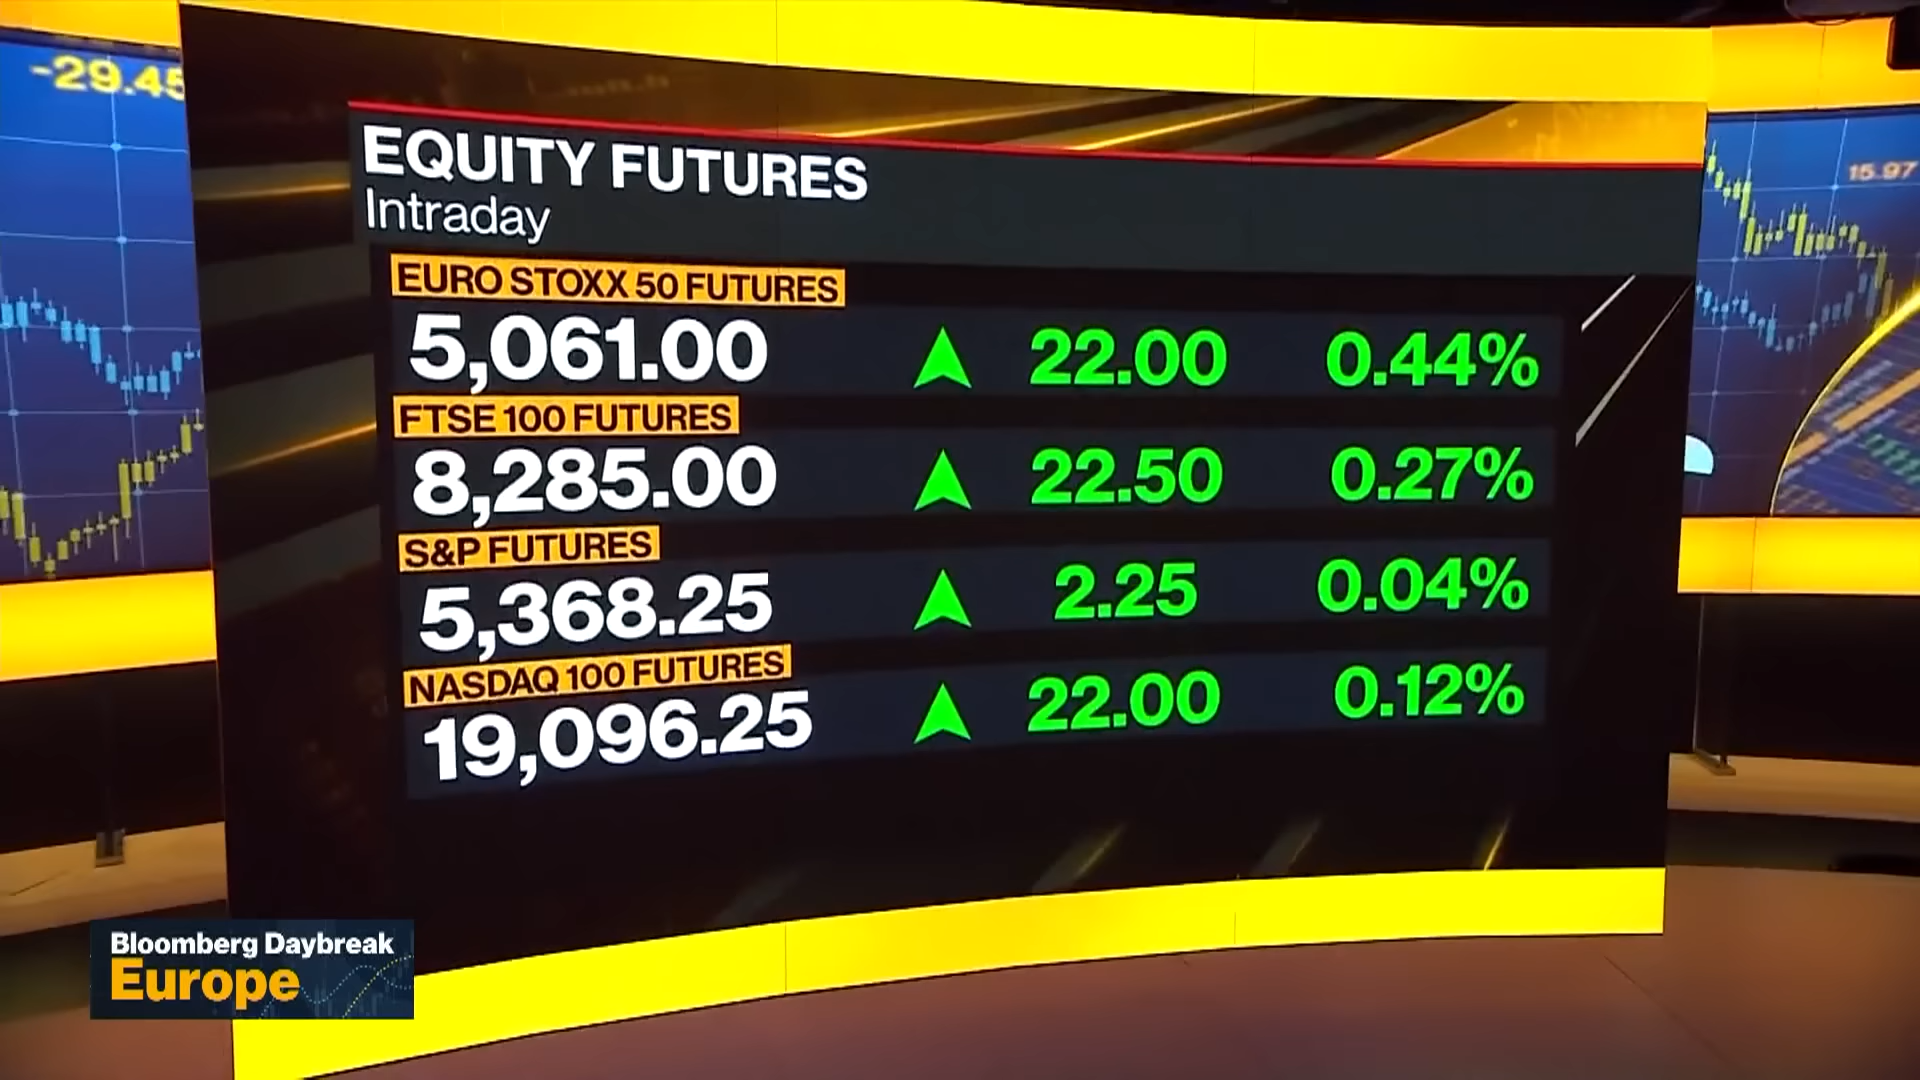 -29.45
15.97
EQUITY FUTURES
Intraday
EURO STOXX 50 FUTURES
5,061.00 22.00 0.44%
FTSE 100 FUTURES
8,285.00 22.50 0.27%
S&P FUTURES
5,368.25 2.25 0.04%
NASDAQ 100 FUTURES
19,096.25 22.00 0.12%
Bloomberg Daybreak
Europe